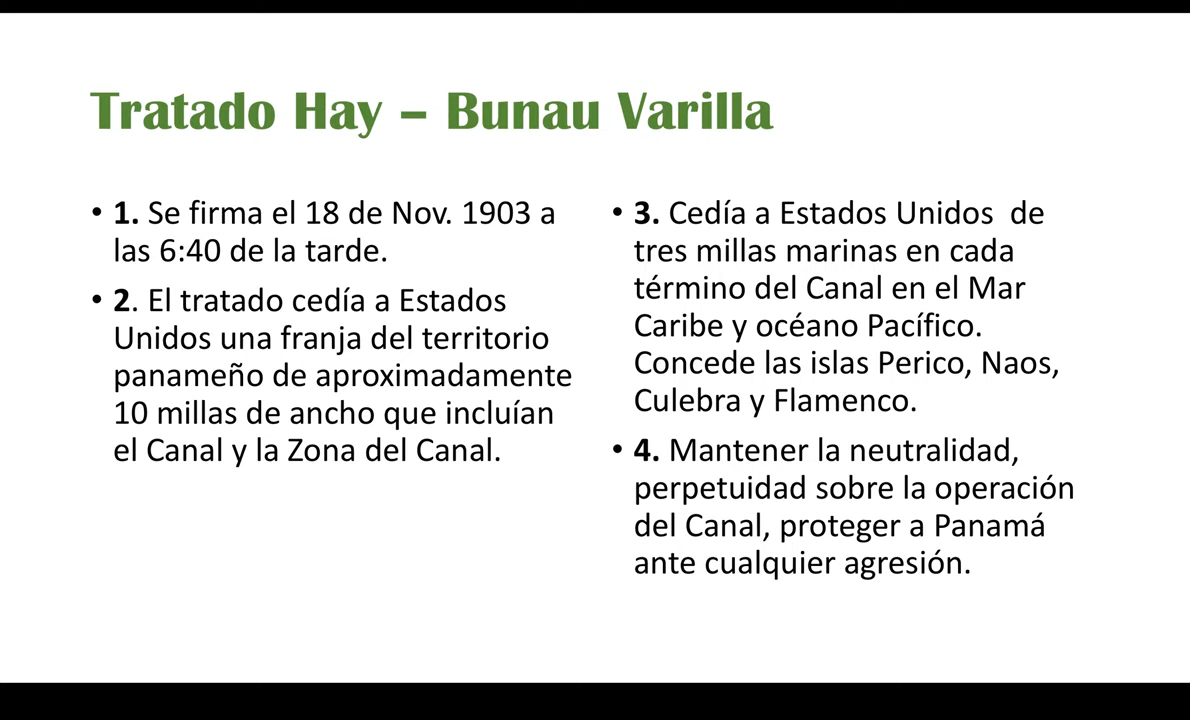 Tratado Hay – Bunau Varilla
• 1. Se firma el 18 de Nov. 1903 a
las 6:40 de la tarde.
• 2. El tratado cedía a Estados
Unidos una franja del territorio
panameño de aproximadamente
10 millas de ancho que incluían
el Canal y la Zona del Canal.
• 3. Cedía a Estados Unidos  de
tres millas marinas en cada
término del Canal en el Mar
Caribe y océano Pacífico.
Concede las islas Perico, Naos,
Culebra y Flamenco.
• 4. Mantener la neutralidad,
perpetuidad sobre la operación
del Canal, proteger a Panamá
ante cualquier agresión.